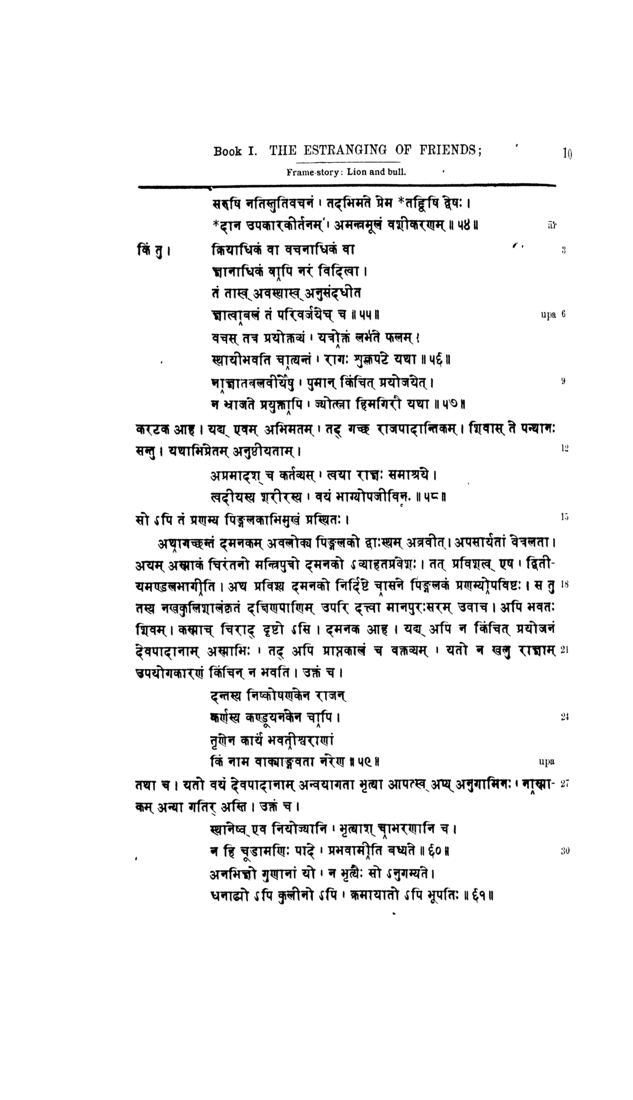 Book I. THE ESTRANGING OF FRIENDS; 10
Frame-story: Lion and bull.
सरुषि नतिस्तुतिवचनं । तदभिमते प्रेम *तद्द्विषि द्वेषः ।
*दान उपकारकीर्तनम् । अमन्त्रमूलं वशीकरणम् ॥ ५४ ॥ ār
किं तु । क्रियाधिकं वा वचनाधिकं वा 3
ज्ञानाधिकं वापि नरं विदित्वा ।
तं तास्व् अवस्थास्व् अनुसंदधीत
ज्ञात्वाबलं तं परिवर्जयेच् च ॥ ५५ ॥ upa 6
वचस् तत्र प्रयोक्तव्यं । यत्रोक्तं लभते फलम् ।
स्थायीभवति चात्यन्तं । रागः शुक्लपटे यथा ॥ ५६ ॥
नाज्ञातबलवीर्येषु । पुमान् किंचित् प्रयोजयेत् । 9
न भ्राजते प्रयुक्तापि । ज्योत्स्ना हिमगिरौ यथा ॥ ५७ ॥
करटक आह । यद्य् एवम् अभिमतम् । तद् गच्छ राजपादान्तिकम् । शिवास् ते पन्थानः
सन्तु । यथाभिप्रेतम् अनुष्ठीयताम् । 12
अप्रमादश् च कर्तव्यस् । त्वया राज्ञः समाश्रये ।
त्वदीयस्य शरीरस्य । वयं भाग्योपजीविनः ॥ ५८ ॥
सो ऽपि तं प्रणम्य पिङ्गलकाभिमुखं प्रस्थितः । 15
अथागच्छन्तं दमनकम् अवलोक्य पिङ्गलको द्वाःस्थम् अब्रवीत् । अपसार्यतां वेत्रलता ।
अयम् अस्माकं चिरंतनो मन्त्रिपुत्रो दमनको ऽव्याहतप्रवेशः । तत् प्रविशत्व् एष । द्विती-
यमण्डलभागीति । अथ प्रविश्य दमनको निर्दिष्टे चासने पिङ्गलकं प्रणम्योपविष्टः । स तु 18
तस्य नखकुलिशालंकृतं दक्षिणपाणिम् उपरि दत्त्वा मानपुरःसरम् उवाच । अपि भवतः
शिवम् । कस्माच् चिराद् दृष्टो ऽसि । दमनक आह । यद्य् अपि न किंचित् प्रयोजनं
देवपादानाम् अस्माभिः । तद् अपि प्राप्तकालं च वक्तव्यम् । यतो न खलु राज्ञाम् 21
उपयोगकारणं किंचिन् न भवति । उक्तं च ।
दन्तस्य निष्कोषणकेन राजन्
कर्णस्य कण्डूयनकेन चापि । 24
तृणेन कार्यं भवतीश्वराणां
किं नाम वाक्याङ्गवता नरेण ॥ ५९ ॥ upa
तथा च । यतो वयं देवपादानाम् अन्वयागता भृत्या आपत्स्व् अप्य् अनुगामिनः । नास्मा- 27
कम् अन्या गतिर् अस्ति । उक्तं च ।
स्थानेष्व् एव नियोज्यानि । भृत्याश् चाभरणानि च ।
न हि चूडामणिः पादे । प्रभवामीति बध्यते ॥ ६० ॥ 30
अनभिज्ञो गुणानां यो । न भृत्यैः सो ऽनुगम्यते ।
धनाढ्यो ऽपि कुलीनो ऽपि । क्रमायातो ऽपि भूपतिः ॥ ६१ ॥